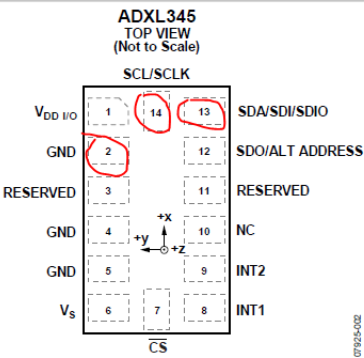 ADXL345
TOP VIEW
(Not to Scale)
SCL/SCLK
VDD I/O 1 14 13 SDA/SDI/SDIO
GND 2 12 SDO/ALT ADDRESS
RESERVED 3 11 RESERVED
GND 4 +x +y +z 10 NC
GND 5 9 INT2
VS 6 7 8 INT1
CS
07925-002